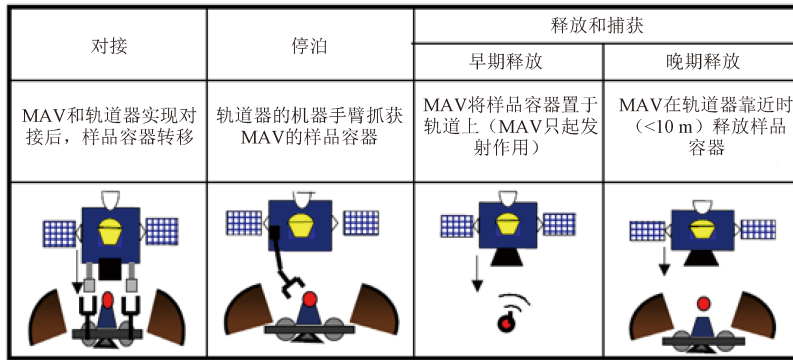 对接
停泊
释放和捕获
早期释放
晚期释放
MAV和轨道器实现对
接后，样品容器转移
轨道器的机器手臂抓获
MAV的样品容器
MAV将样品容器置于
轨道上（MAV只起发
射作用）
MAV在轨道器靠近时
（<10 m）释放样品
容器